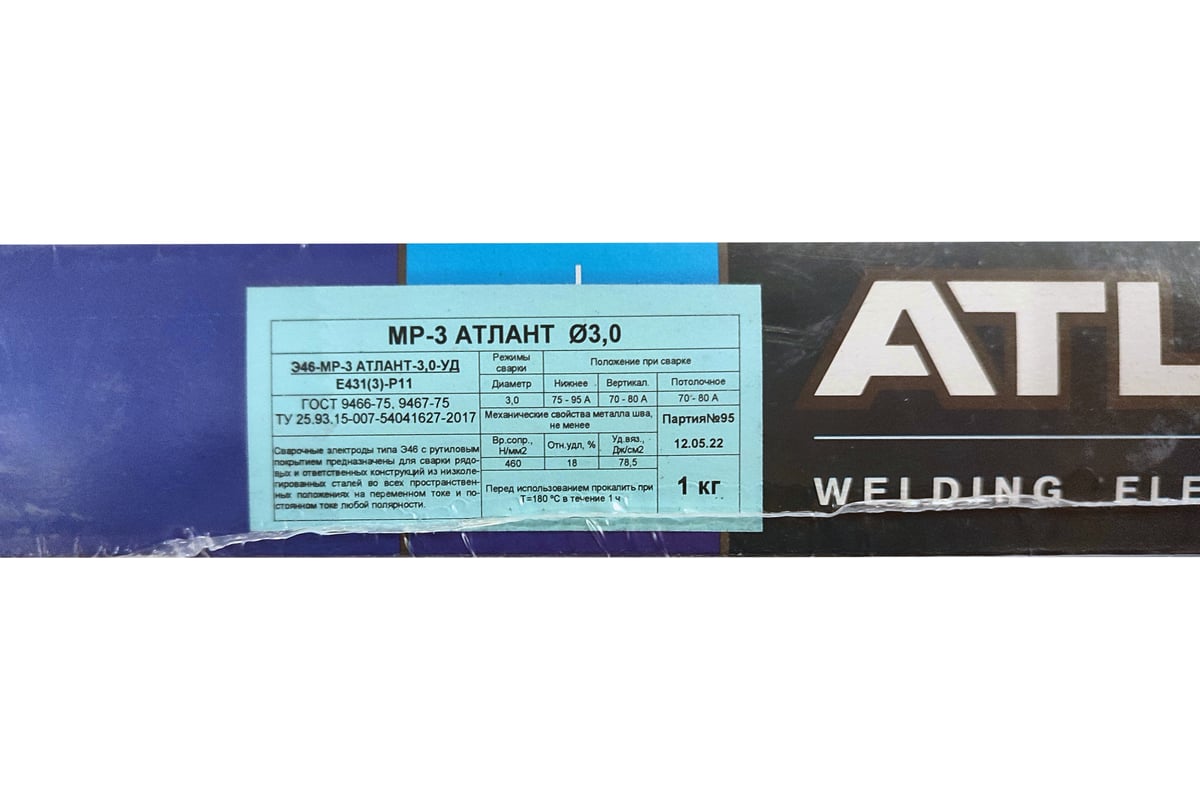 МР-3 АТЛАНТ Ø3,0
Э46-МР-3 АТЛАНТ-3,0-УД
Е431(3)-Р11
ГОСТ 9466-75, 9467-75
ТУ 25.93.15-007-54041627-2017
Сварочные электроды типа Э46 с рутиловым
покрытием предназначены для сварки рядо-
вых и ответственных конструкций из низколе-
гированных сталей во всех пространствен-
ных положениях на переменном токе и по-
стоянном токе любой полярности.
Режимы
сварки
Положение при сварке
Диаметр Нижнее Вертикал. Потолочное
3,0 75 - 95 А 70 - 80 А 70 - 80 А
Механические свойства металла шва,
не менее
Вр.сопр.,
Н/мм2
Отн.удл, %
Уд.вяз.,
Дж/см2
460 18 78,5
Перед использованием прокалить при
Т=180 ºС в течение 1 ч
Партия№95
12.05.22
1 кг
ATL
WELDING ELE